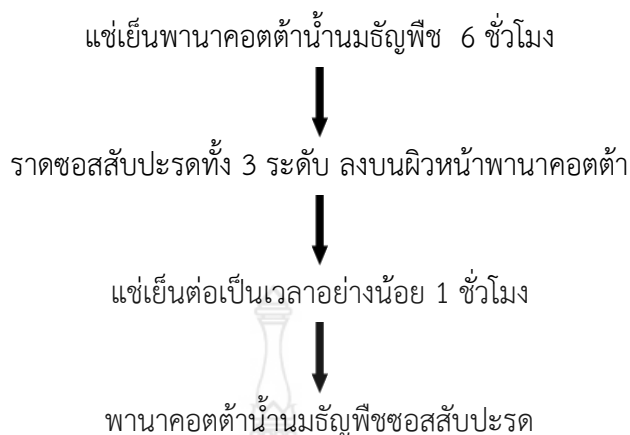 แช่เย็นพานาคอตต้าน้ำนมธัญพืช 6 ชั่วโมง
ราดซอสสับปะรดทั้ง 3 ระดับ ลงบนผิวหน้าพานาคอตต้า
แช่เย็นต่อเป็นเวลาอย่างน้อย 1 ชั่วโมง
พานาคอตต้าน้ำนมธัญพืชซอสสับปะรด